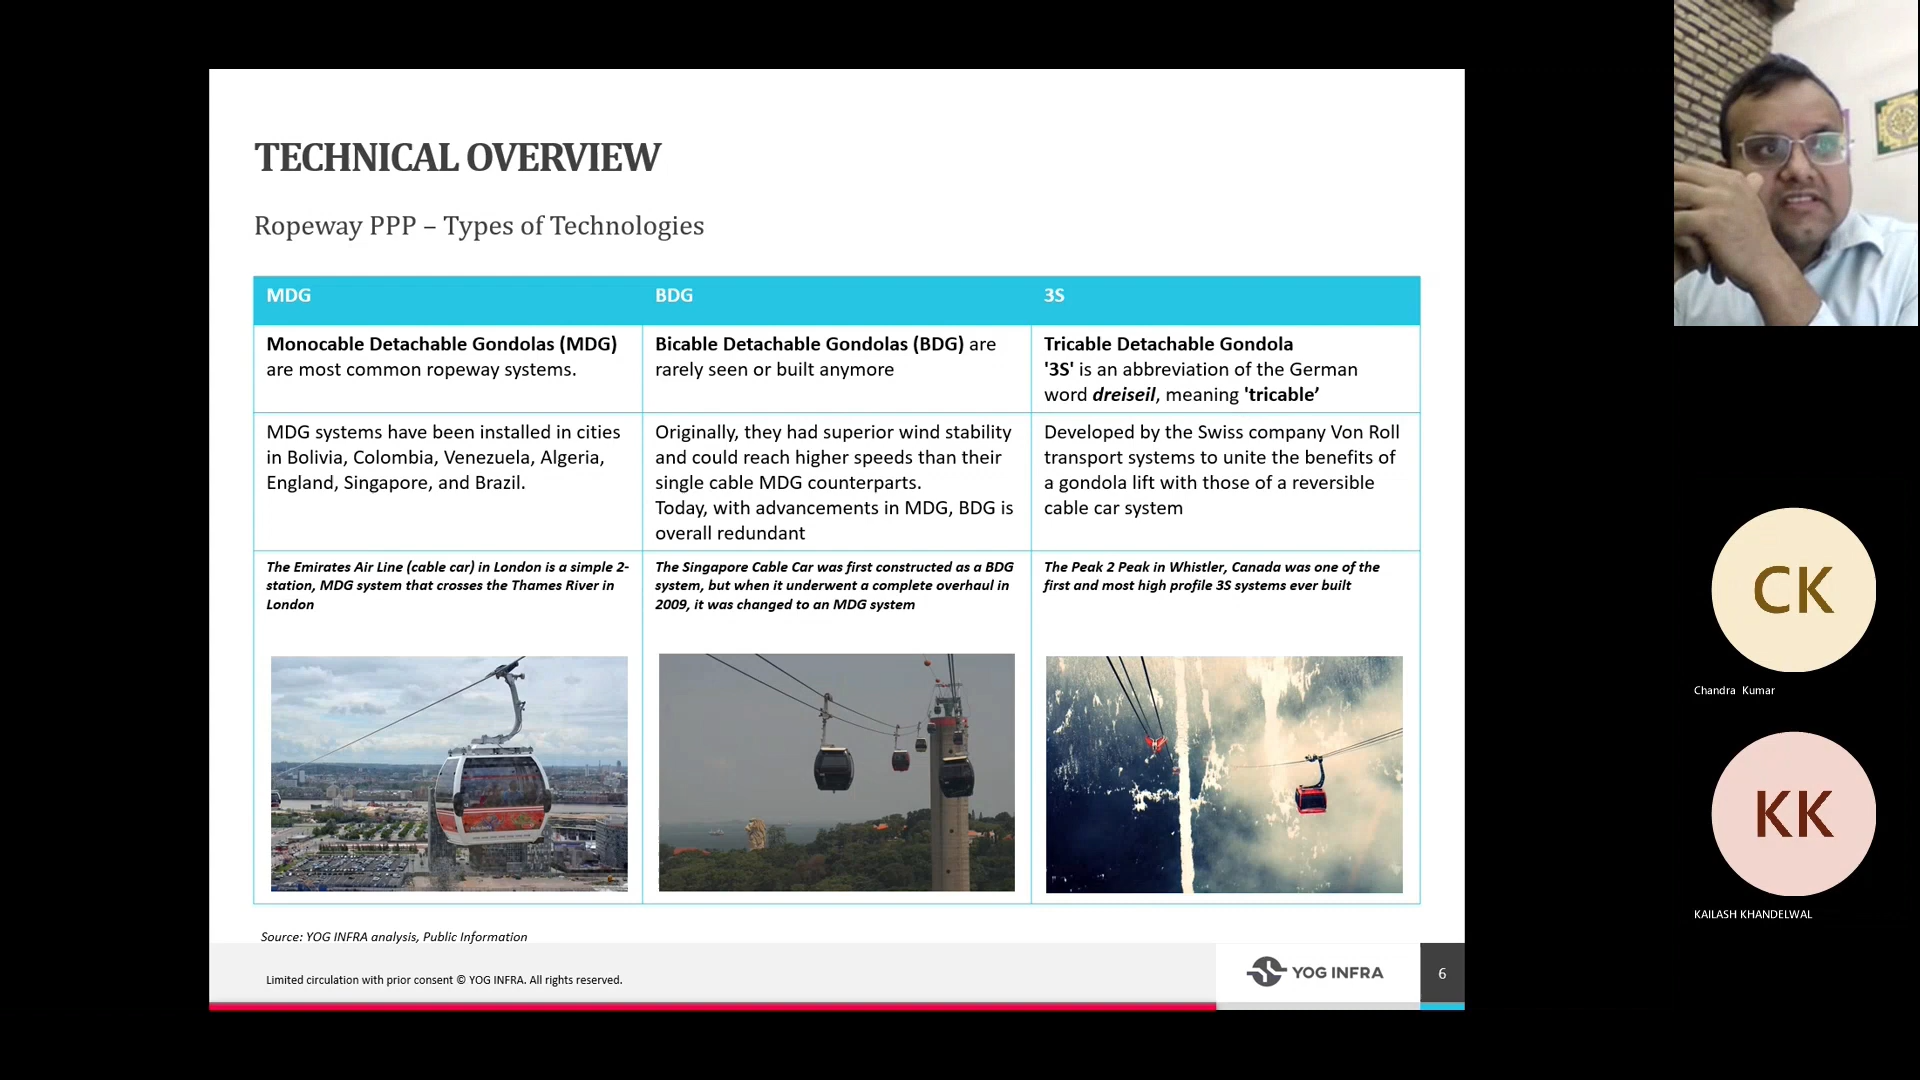 TECHNICAL OVERVIEW
Ropeway PPP – Types of Technologies
MDG
BDG
3S
Monocable Detachable Gondolas (MDG)
are most common ropeway systems.
Bicable Detachable Gondolas (BDG) are
rarely seen or built anymore
Tricable Detachable Gondola
'3S' is an abbreviation of the German
word dreiseil, meaning 'tricable’
MDG systems have been installed in cities
in Bolivia, Colombia, Venezuela, Algeria,
England, Singapore, and Brazil.
Originally, they had superior wind stability
and could reach higher speeds than their
single cable MDG counterparts.
Today, with advancements in MDG, BDG is
overall redundant
Developed by the Swiss company Von Roll
transport systems to unite the benefits of
a gondola lift with those of a reversible
cable car system
The Emirates Air Line (cable car) in London is a simple 2-
station, MDG system that crosses the Thames River in
London
The Singapore Cable Car was first constructed as a BDG
system, but when it underwent a complete overhaul in
2009, it was changed to an MDG system
The Peak 2 Peak in Whistler, Canada was one of the
first and most high profile 3S systems ever built
Source: YOG INFRA analysis, Public Information
Limited circulation with prior consent © YOG INFRA. All rights reserved.
YOG INFRA
6
CK
Chandra Kumar
KK
KAILASH KHANDELWAL